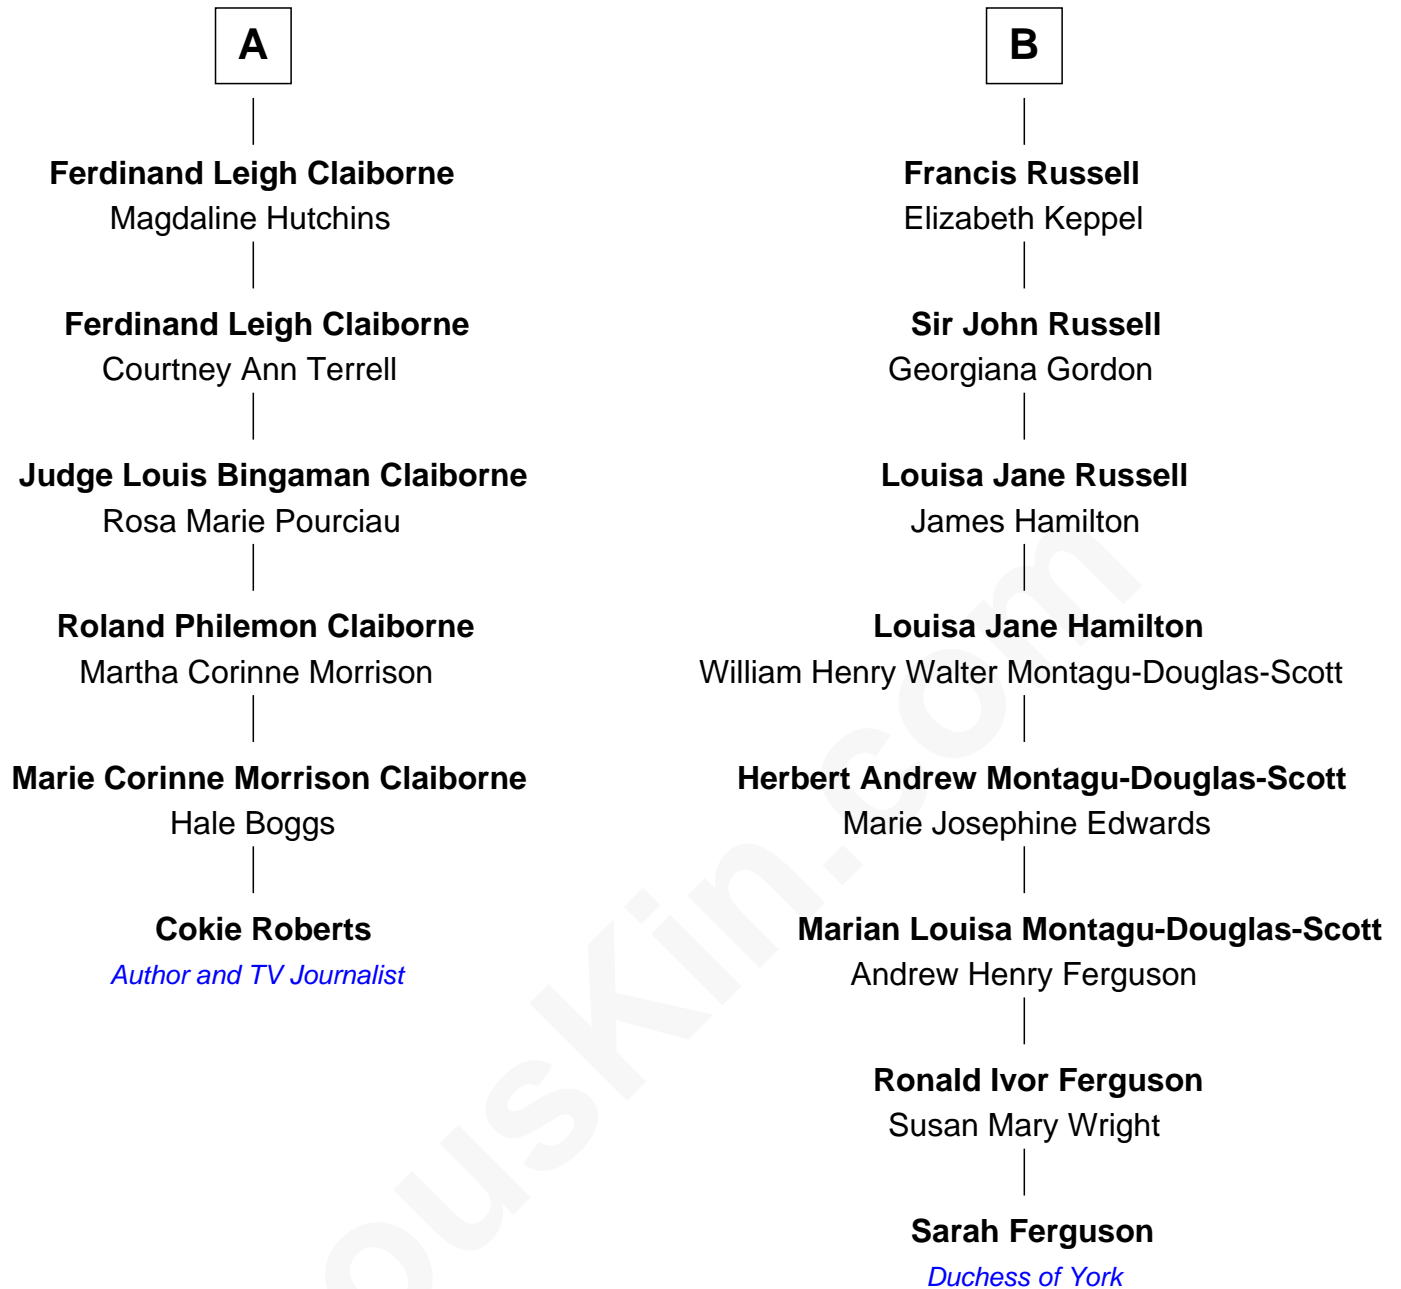 A
Ferdinand Leigh Claiborne
Magdaline Hutchins
Ferdinand Leigh Claiborne
Courtney Ann Terrell
Judge Louis Bingaman Claiborne
Rosa Marie Pourciau
Roland Philemon Claiborne
Martha Corinne Morrison
Marie Corinne Morrison Claiborne
Hale Boggs
Cokie Roberts
Author and TV Journalist
B
Francis Russell
Elizabeth Keppel
Sir John Russell
Georgiana Gordon
Louisa Jane Russell
James Hamilton
Louisa Jane Hamilton
William Henry Walter Montagu-Douglas-Scott
Herbert Andrew Montagu-Douglas-Scott
Marie Josephine Edwards
Marian Louisa Montagu-Douglas-Scott
Andrew Henry Ferguson
Ronald Ivor Ferguson
Susan Mary Wright
Sarah Ferguson
Duchess of York
ousKin.com